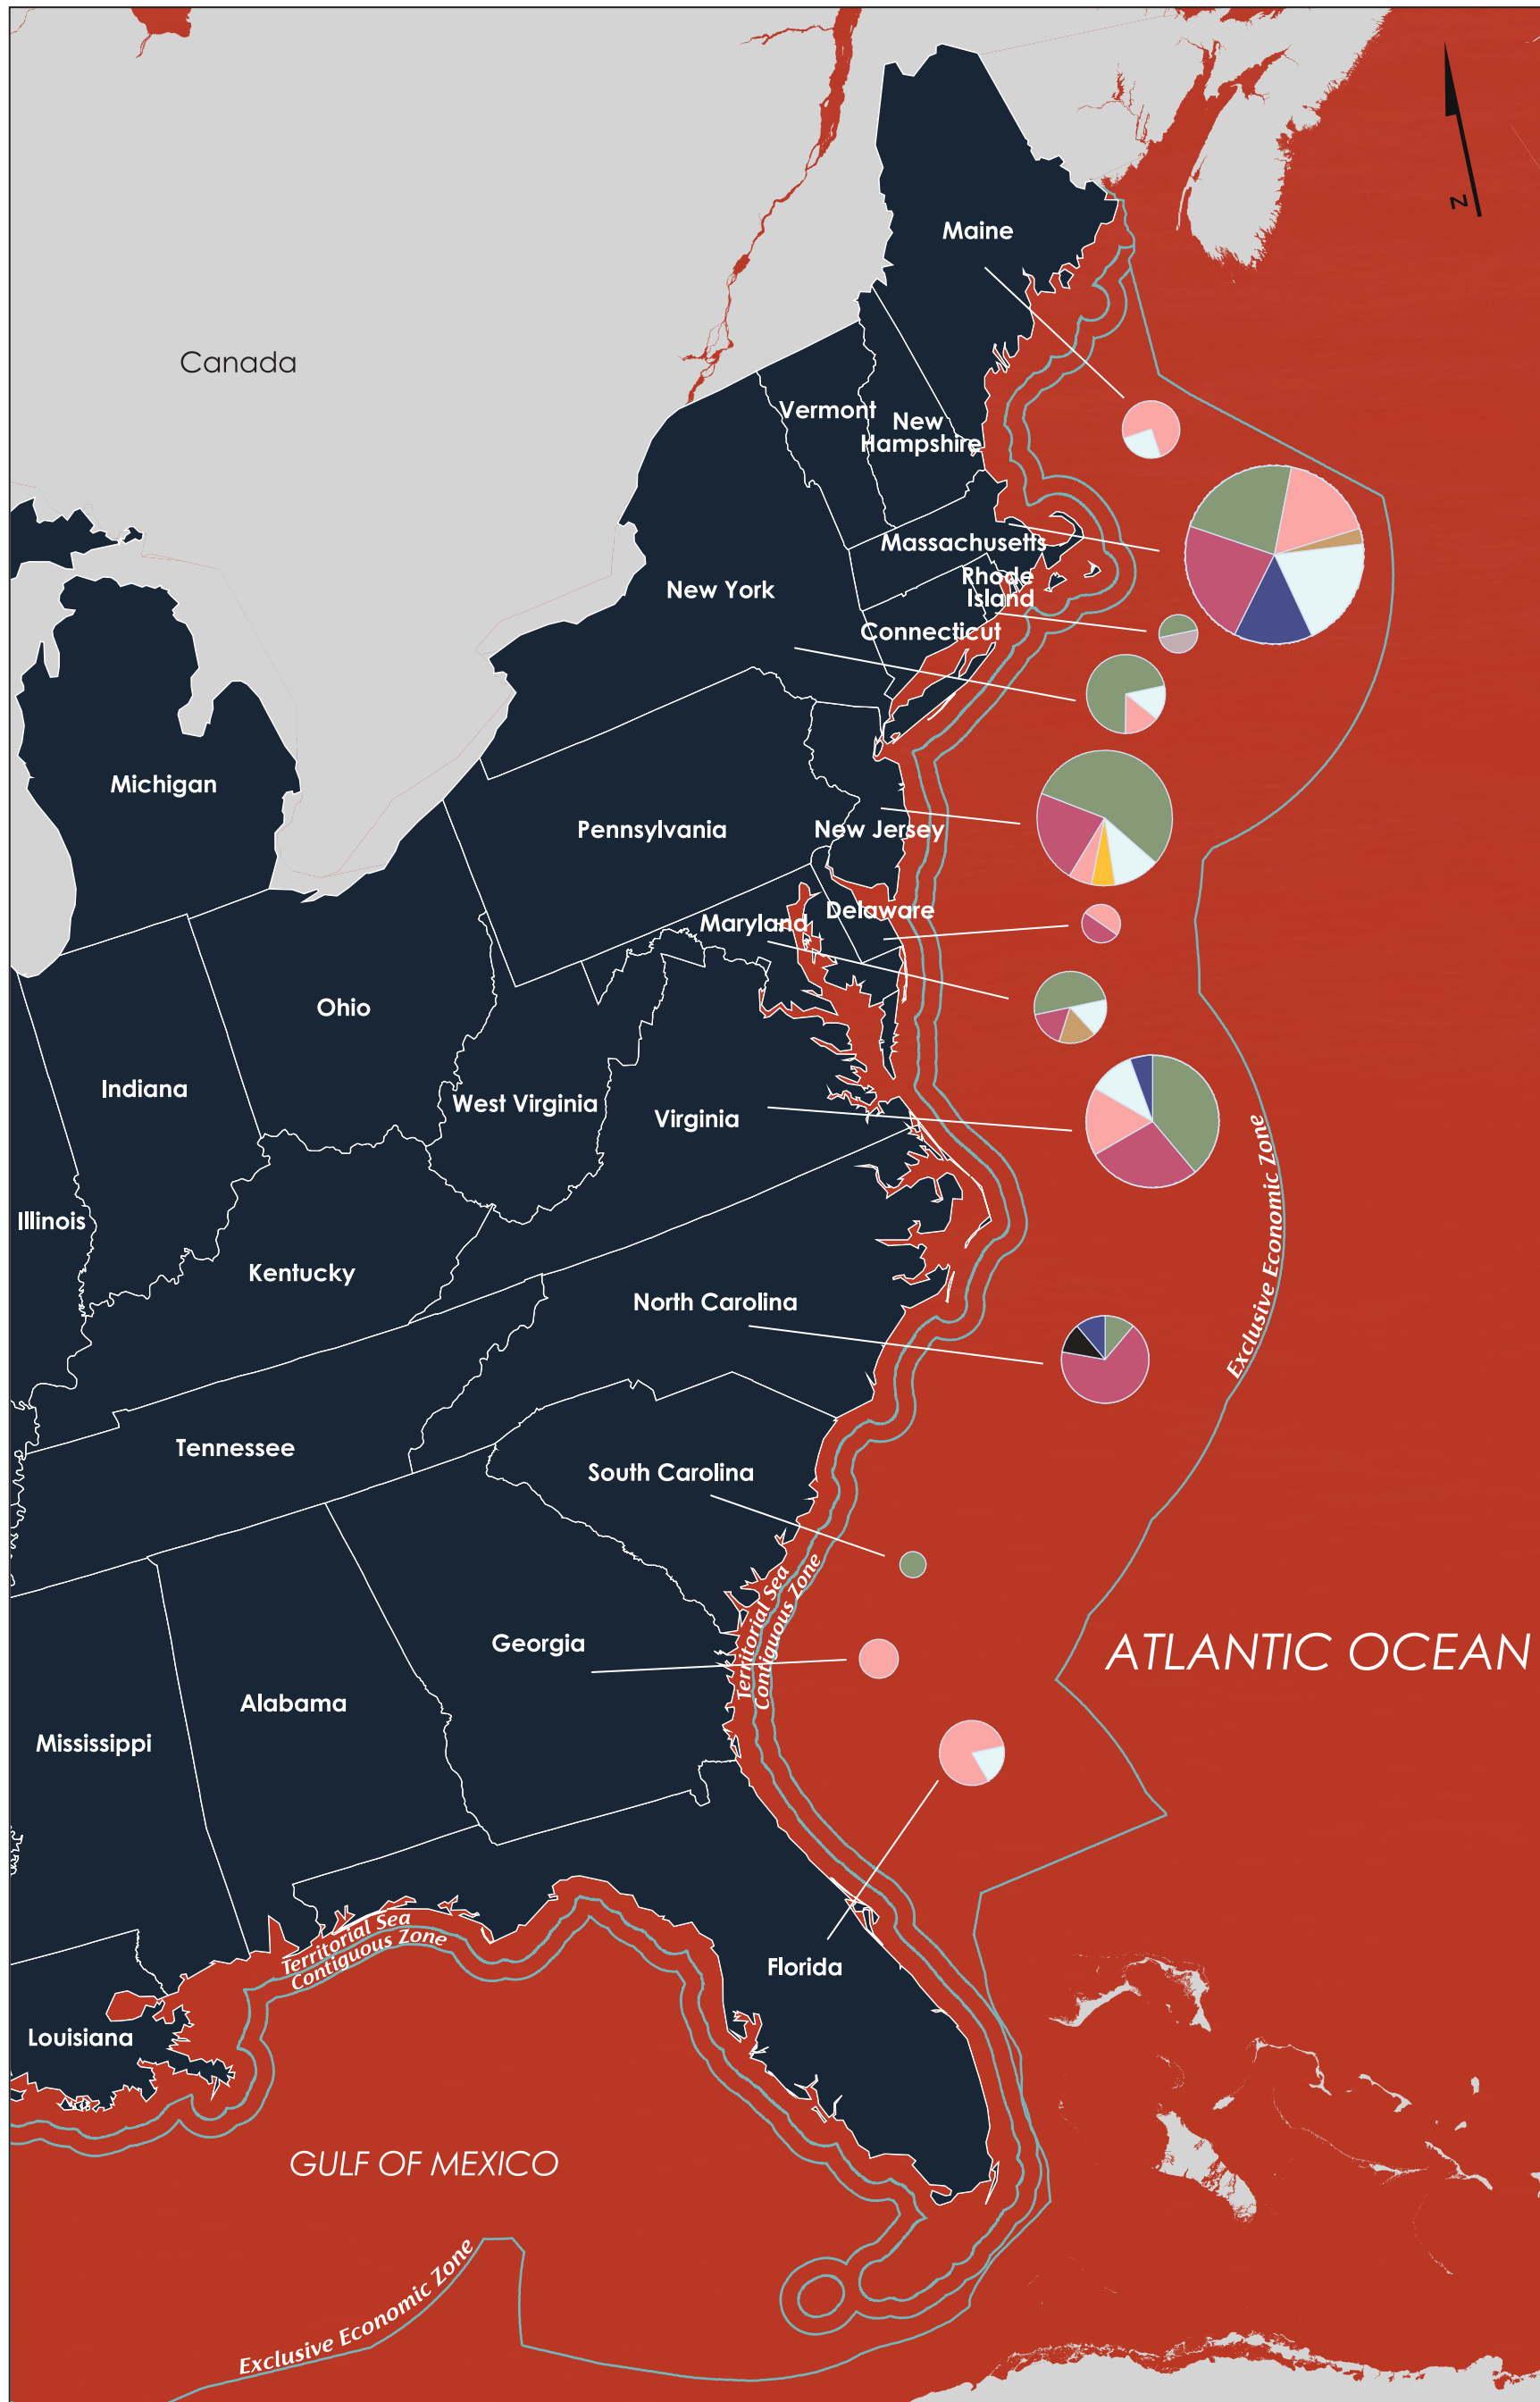 N
Maine
Canada
Vermont
New
Hampshire
Massachusetts
Rhode
Island
New York
Connecticut
Michigan
Pennsylvania
New Jersey
Delaware
Maryland
Ohio
Indiana
West Virginia
Virginia
Exclusive Economic Zone
Illinois
Kentucky
North Carolina
Tennessee
South Carolina
Territorial Sea
Contiguous Zone
Georgia
ATLANTIC OCEAN
Alabama
Mississippi
Territorial Sea
Contiguous Zone
Florida
Louisiana
GULF OF MEXICO
Exclusive Economic Zone